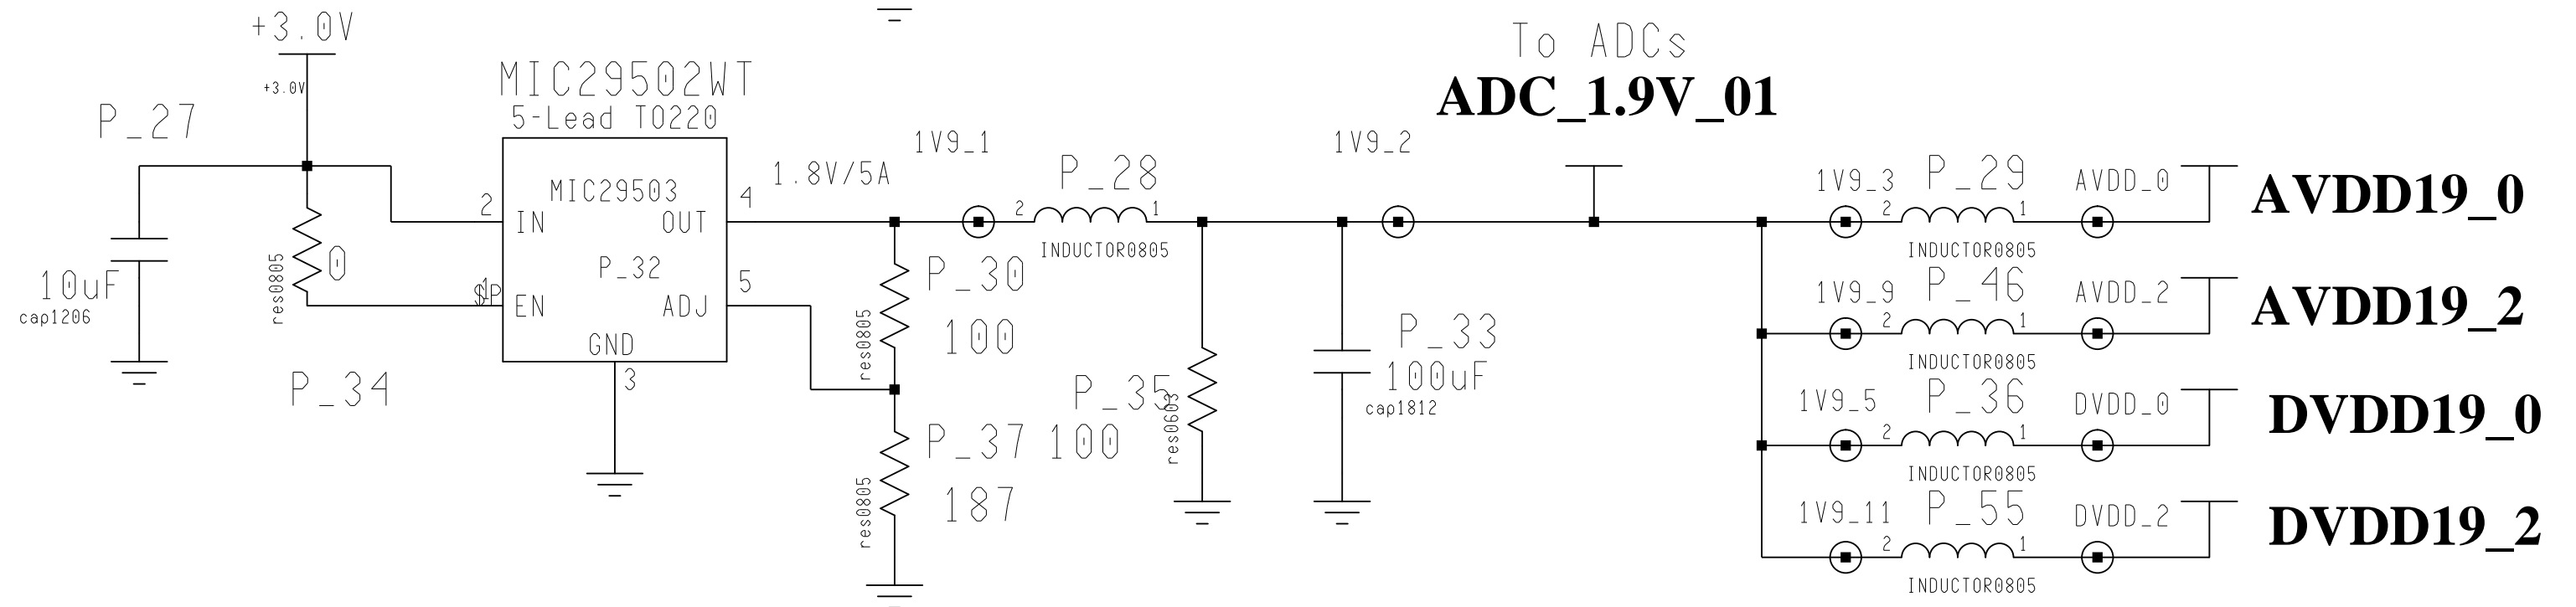 +3.0V
+3.0V
P_27
10uF
cap1206
0
res0805
P_34
MIC29502WT
5-Lead TO220
MIC29503
2
IN
OUT
4
P_32
1
EN
ADJ
5
GND
3
1.8V/5A
1V9_1
P_28
2
1
INDUCTOR0805
1V9_2
P_30
100
res0805
P_37
187
res0805
P_35
100
res0603
P_33
100uF
cap1812
To ADCs
ADC_1.9V_01
1V9_3
P_29
AVDD_0
2
1
INDUCTOR0805
AVDD19_0
1V9_9
P_46
AVDD_2
2
1
INDUCTOR0805
AVDD19_2
1V9_5
P_36
DVDD_0
2
1
INDUCTOR0805
DVDD19_0
1V9_11
P_55
DVDD_2
2
1
INDUCTOR0805
DVDD19_2